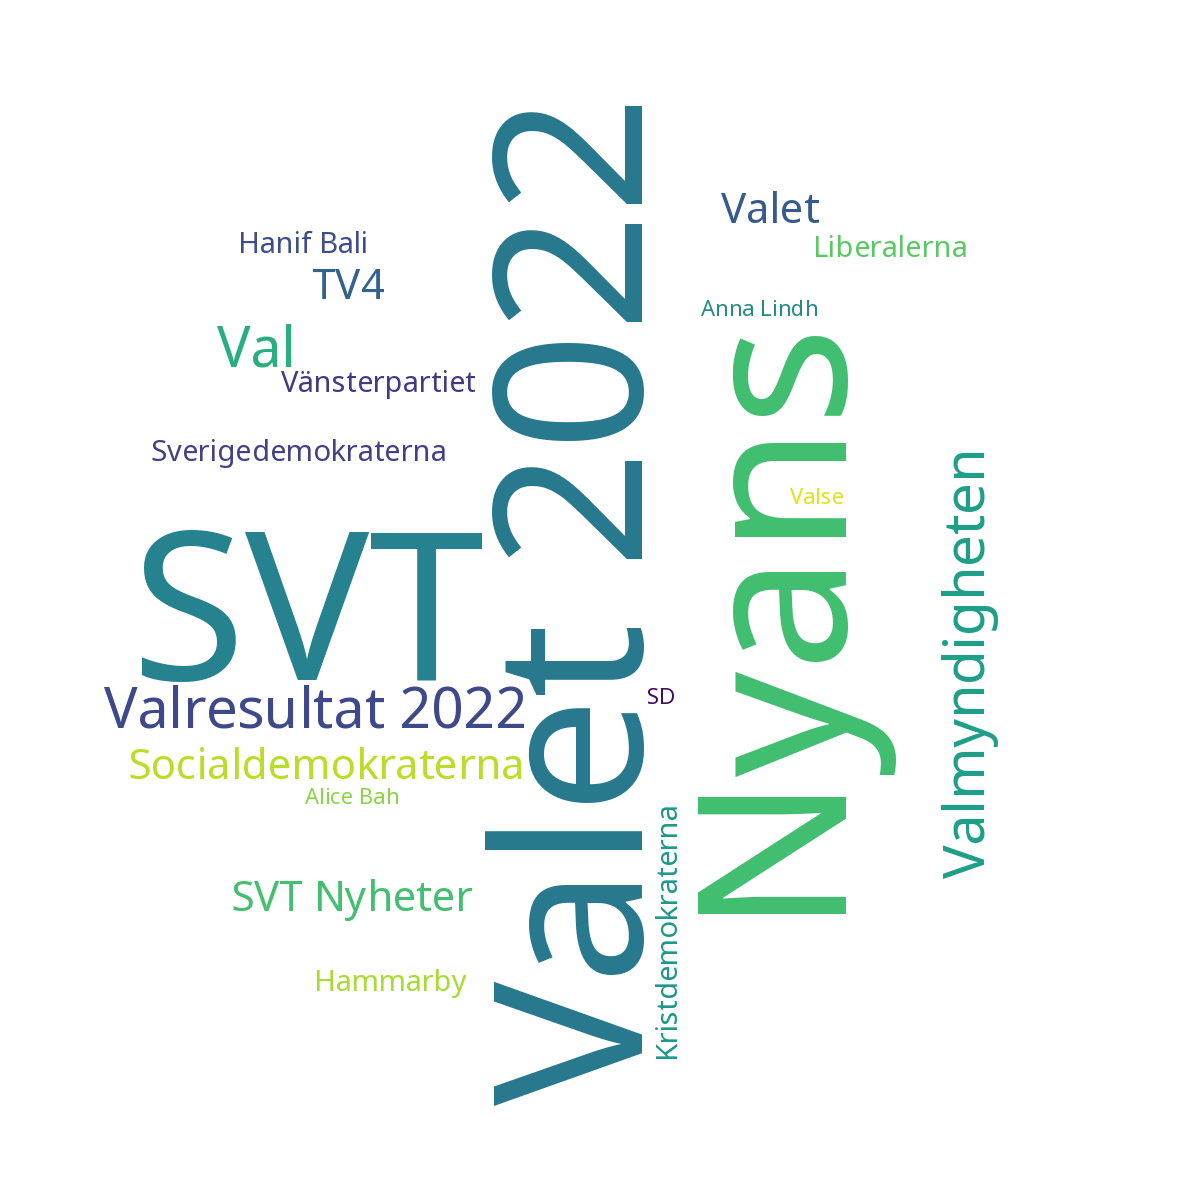 Valet 2022
Valet
Hanif Bali
Liberalerna
TV4
Anna Lindh
Val
Nyans
Vänsterpartiet
Sverigedemokraterna
Valmyndigheten
Valse
SVT
Valresultat 2022
SD
Socialdemokraterna
Alice Bah
Kristdemokraterna
SVT Nyheter
Hammarby